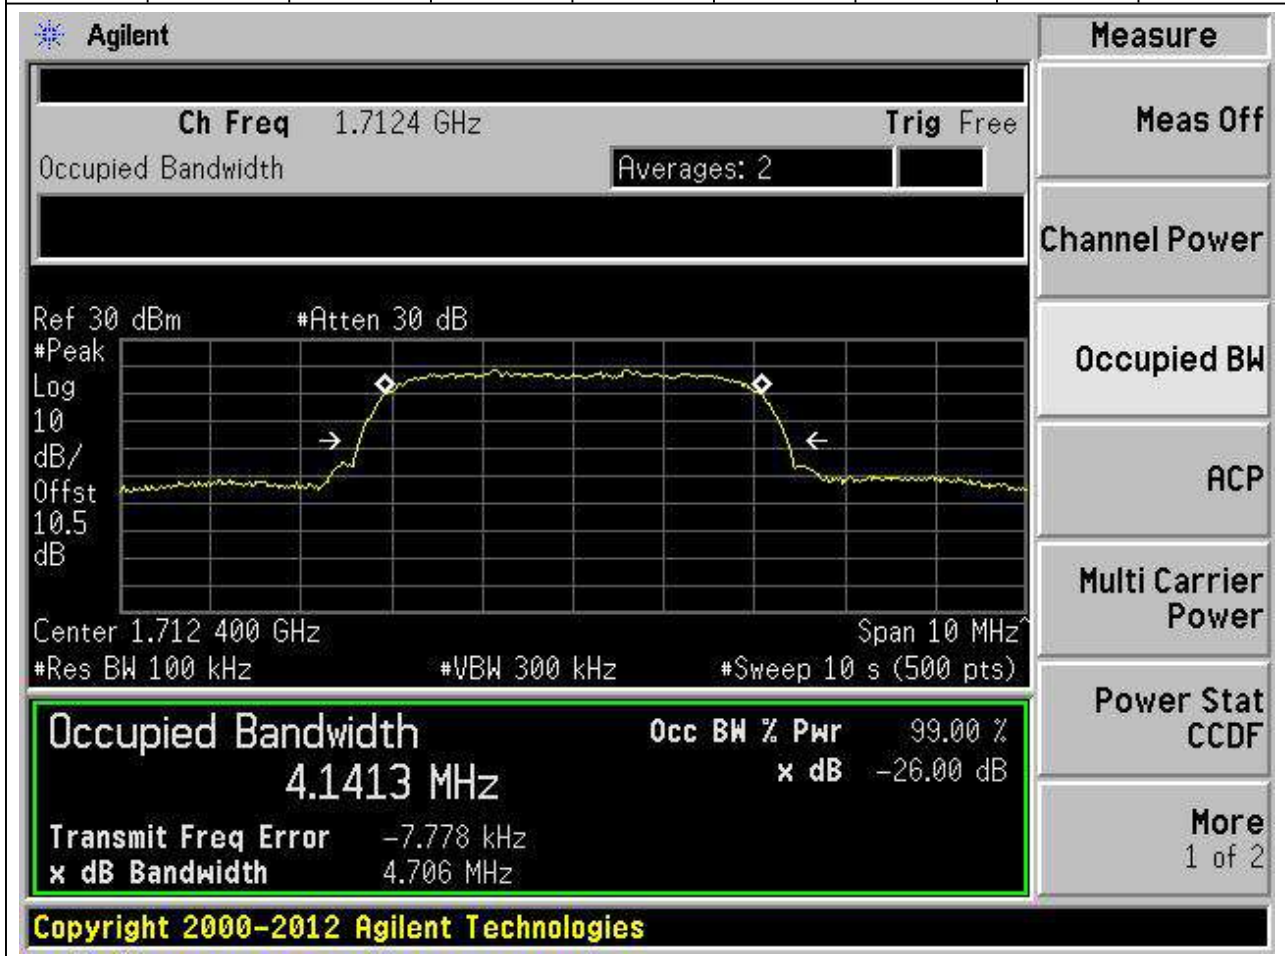 Agilent
Measure
Ch Freq 1.7124 GHz Trig Free
Occupied Bandwidth Averages: 2
Ref 30 dBm #Atten 30 dB
#Peak
Log
10
dB/
Offst
10.5
dB
Center 1.712 400 GHz Span 10 MHz^
#Res BW 100 kHz #VBW 300 kHz #Sweep 10 s (500 pts)
Occupied Bandwidth Occ BW % Pwr 99.00 %
4.1413 MHz x dB -26.00 dB
Transmit Freq Error -7.778 kHz
x dB Bandwidth 4.706 MHz
Meas Off
Channel Power
Occupied BW
ACP
Multi Carrier
Power
Power Stat
CCDF
More
1 of 2
Copyright 2000-2012 Agilent Technologies